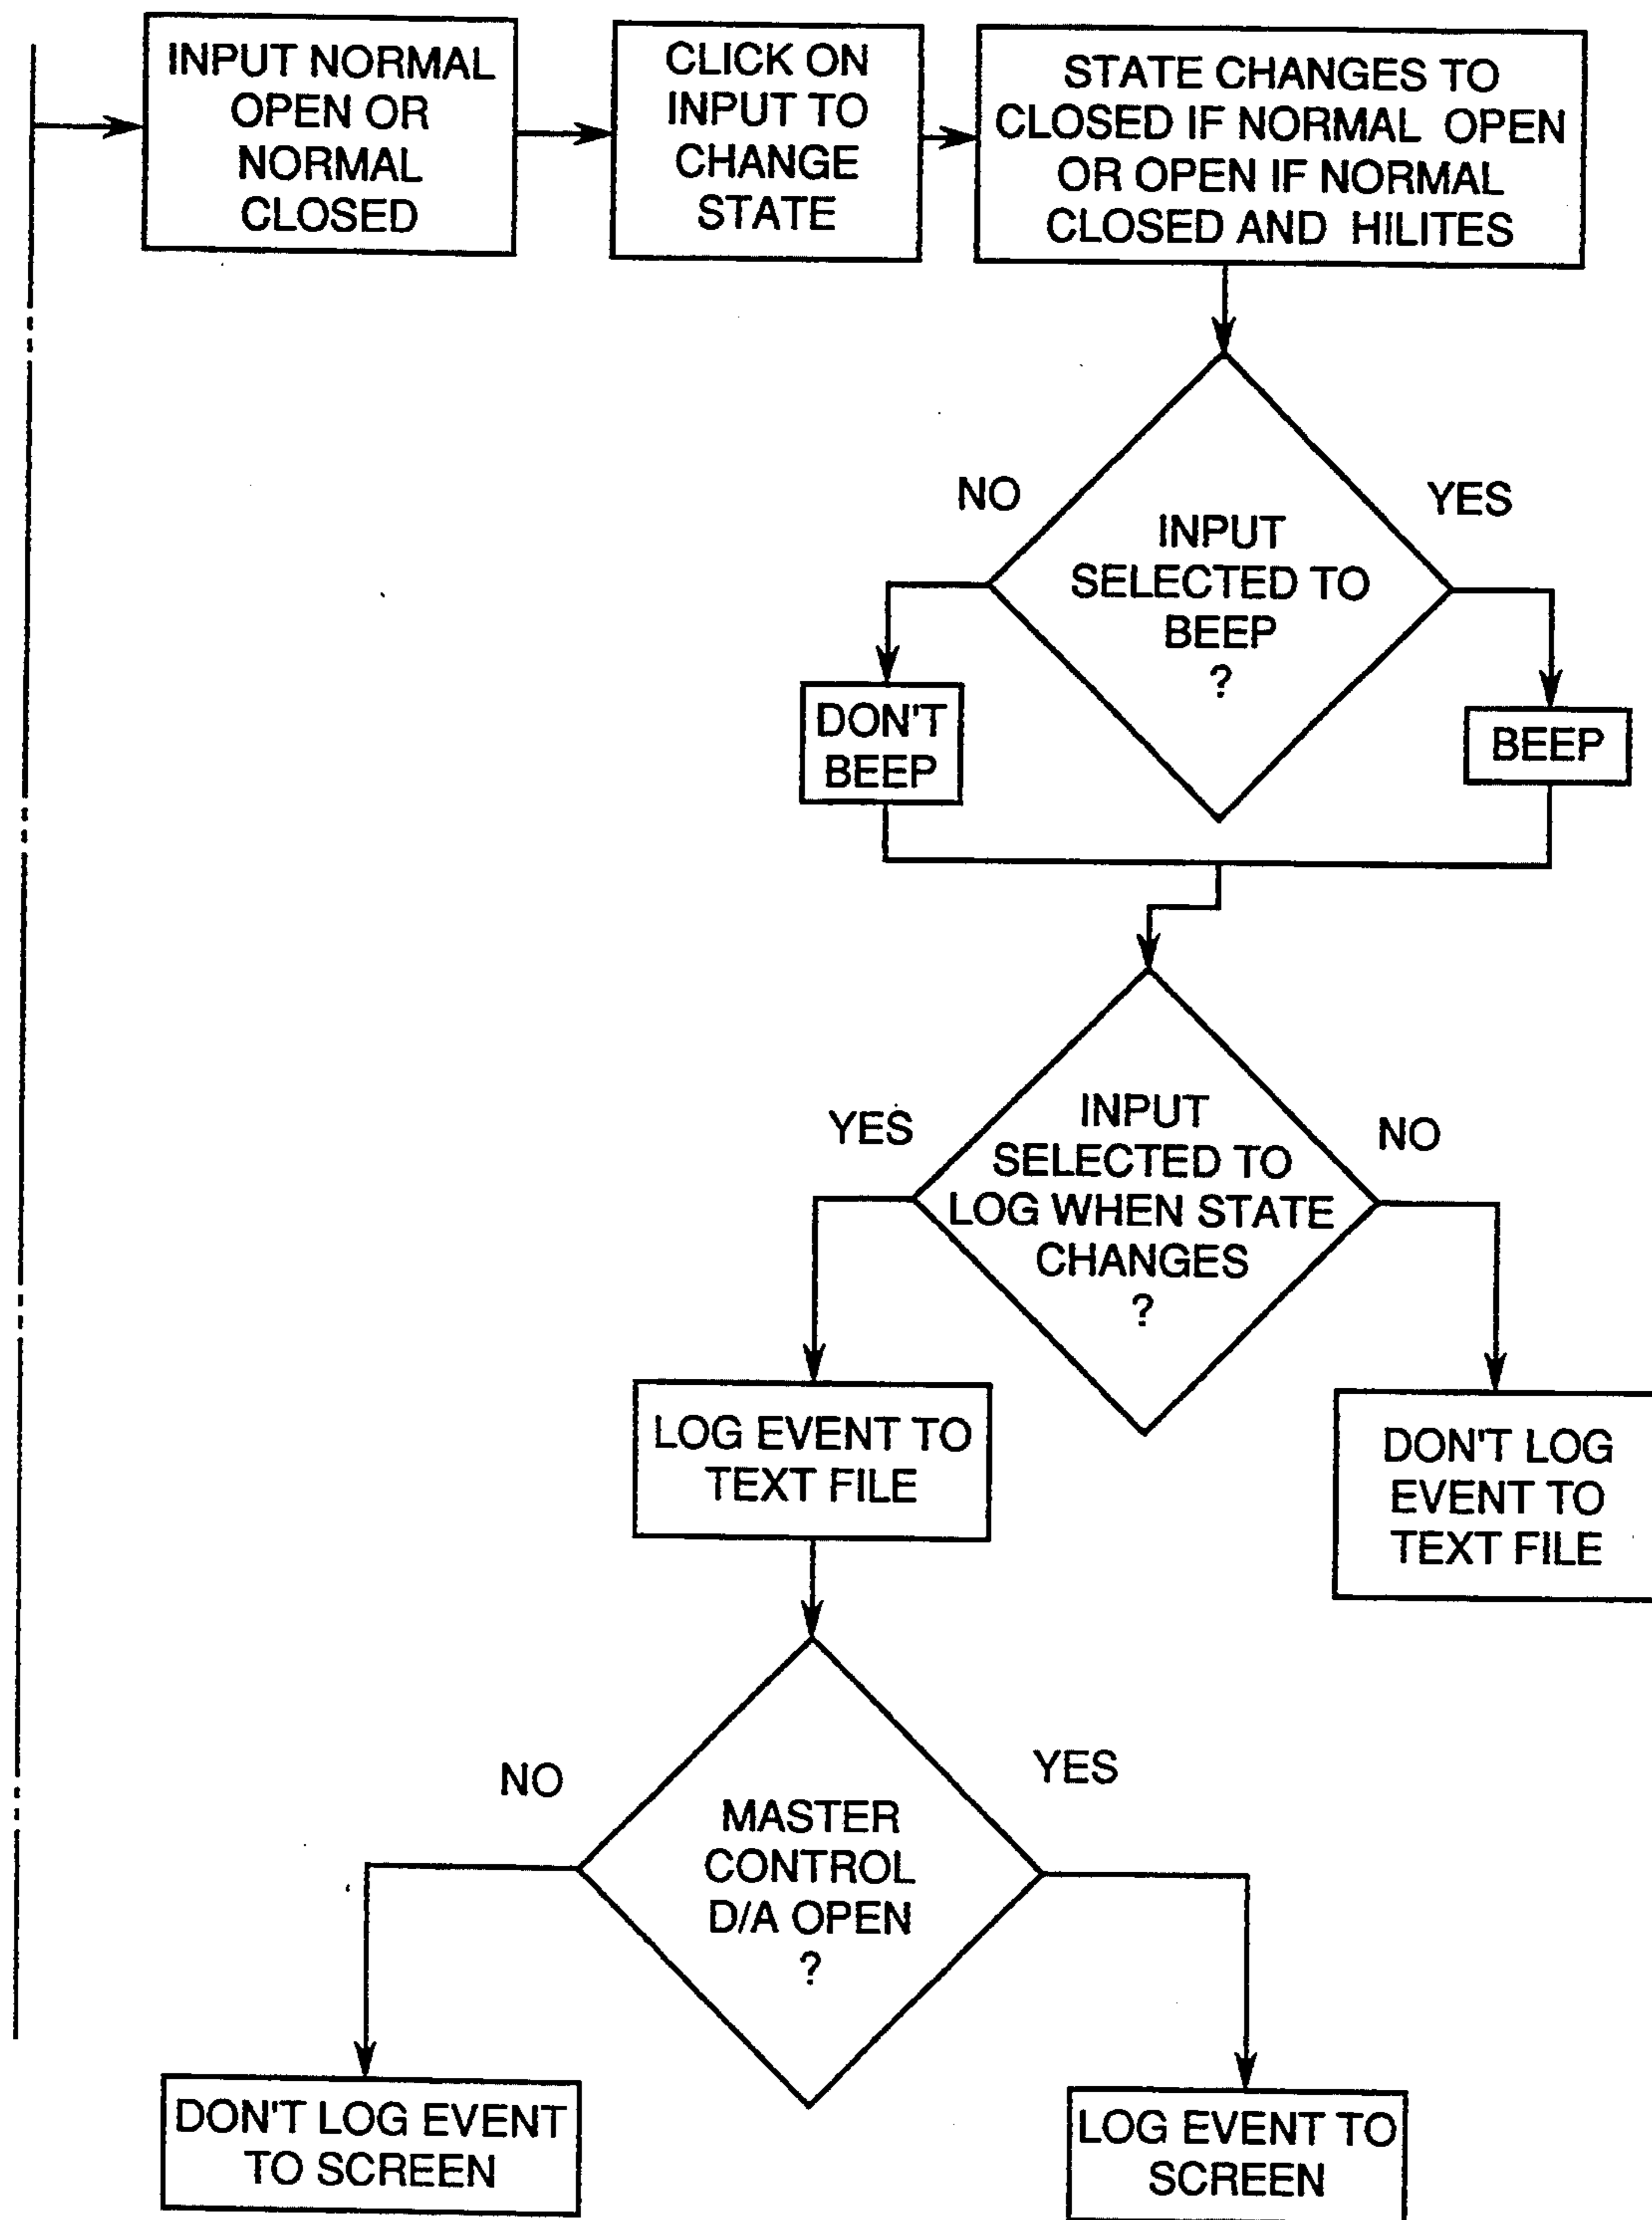 INPUT NORMAL
OPEN OR
NORMAL
CLOSED
CLICK ON
INPUT TO
CHANGE
STATE
STATE CHANGES TO
CLOSED IF NORMAL OPEN
OR OPEN IF NORMAL
CLOSED AND HILITES
NO
YES
INPUT
SELECTED TO
BEEP
?
DON'T
BEEP
BEEP
YES
NO
INPUT
SELECTED TO
LOG WHEN STATE
CHANGES
?
LOG EVENT TO
TEXT FILE
DON'T LOG
EVENT TO
TEXT FILE
NO
YES
MASTER
CONTROL
D/A OPEN
?
DON'T LOG EVENT
TO SCREEN
LOG EVENT TO
SCREEN